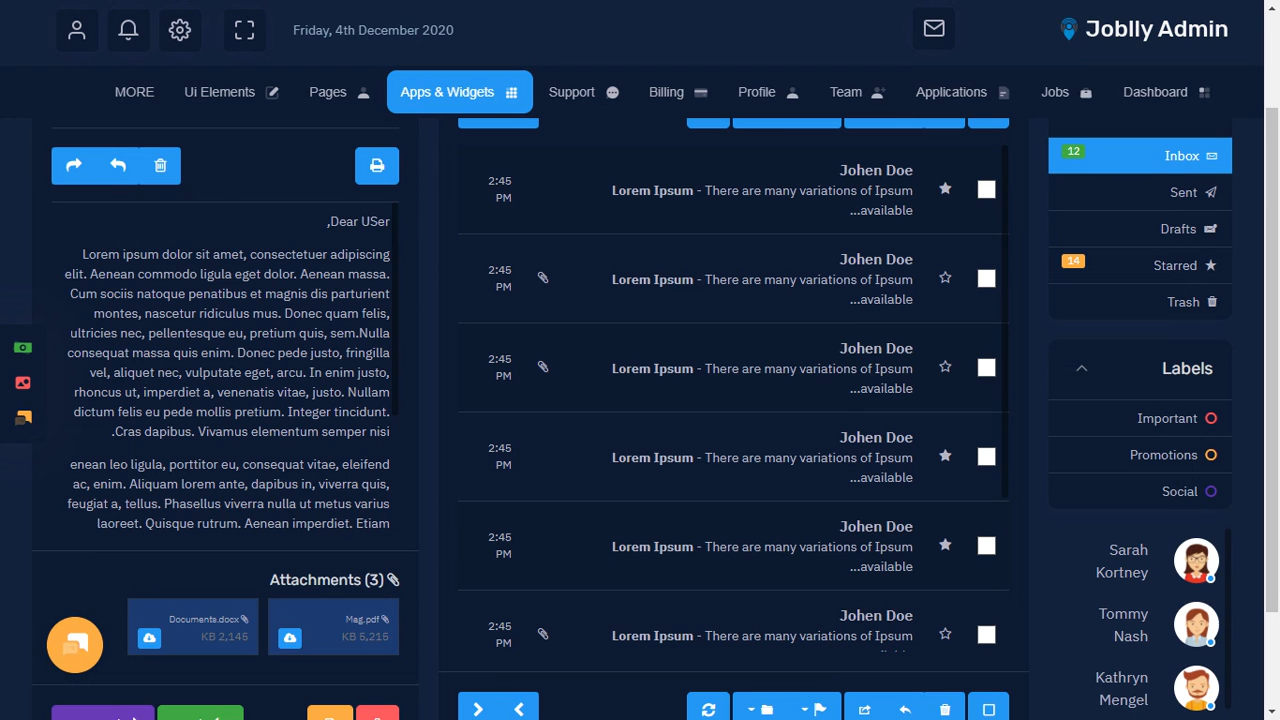 Friday, 4th December 2020
Joblly Admin
MORE
Ui Elements
Pages
Apps & Widgets
Support
Billing
Profile
Team
Applications
Jobs
Dashboard
,Dear USer
Lorem ipsum dolor sit amet, consectetuer adipiscing
elit. Aenean commodo ligula eget dolor. Aenean massa.
Cum sociis natoque penatibus et magnis dis parturient
montes, nascetur ridiculus mus. Donec quam felis,
ultricies nec, pellentesque eu, pretium quis, sem.Nulla
consequat massa quis enim. Donec pede justo, fringilla
vel, aliquet nec, vulputate eget, arcu. In enim justo,
rhoncus ut, imperdiet a, venenatis vitae, justo. Nullam
dictum felis eu pede mollis pretium. Integer tincidunt.
.Cras dapibus. Vivamus elementum semper nisi
enean leo ligula, porttitor eu, consequat vitae, eleifend
ac, enim. Aliquam lorem ante, dapibus in, viverra quis,
feugiat a, tellus. Phasellus viverra nulla ut metus varius
laoreet. Quisque rutrum. Aenean imperdiet. Etiam
Attachments (3)
Documents.docx
KB 2,145
Mag.pdf
KB 5,215
2:45
PM
Johen Doe
Lorem Ipsum - There are many variations of Ipsum
...available
2:45
PM
Johen Doe
Lorem Ipsum - There are many variations of Ipsum
...available
2:45
PM
Johen Doe
Lorem Ipsum - There are many variations of Ipsum
...available
2:45
PM
Johen Doe
Lorem Ipsum - There are many variations of Ipsum
...available
2:45
PM
Johen Doe
Lorem Ipsum - There are many variations of Ipsum
...available
2:45
PM
Johen Doe
Lorem Ipsum - There are many variations of Ipsum
12
Inbox
Sent
Drafts
14
Starred
Trash
Labels
Important
Promotions
Social
Sarah
Kortney
Tommy
Nash
Kathryn
Mengel